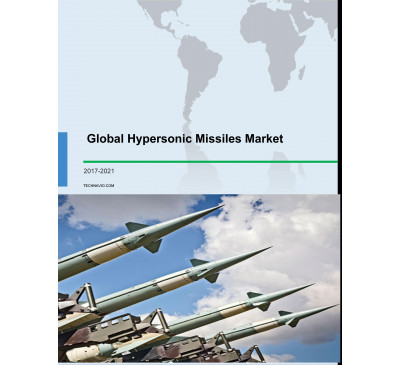 Global Hypersonic Missiles Market
2017-2021
TECHNAVIO.COM